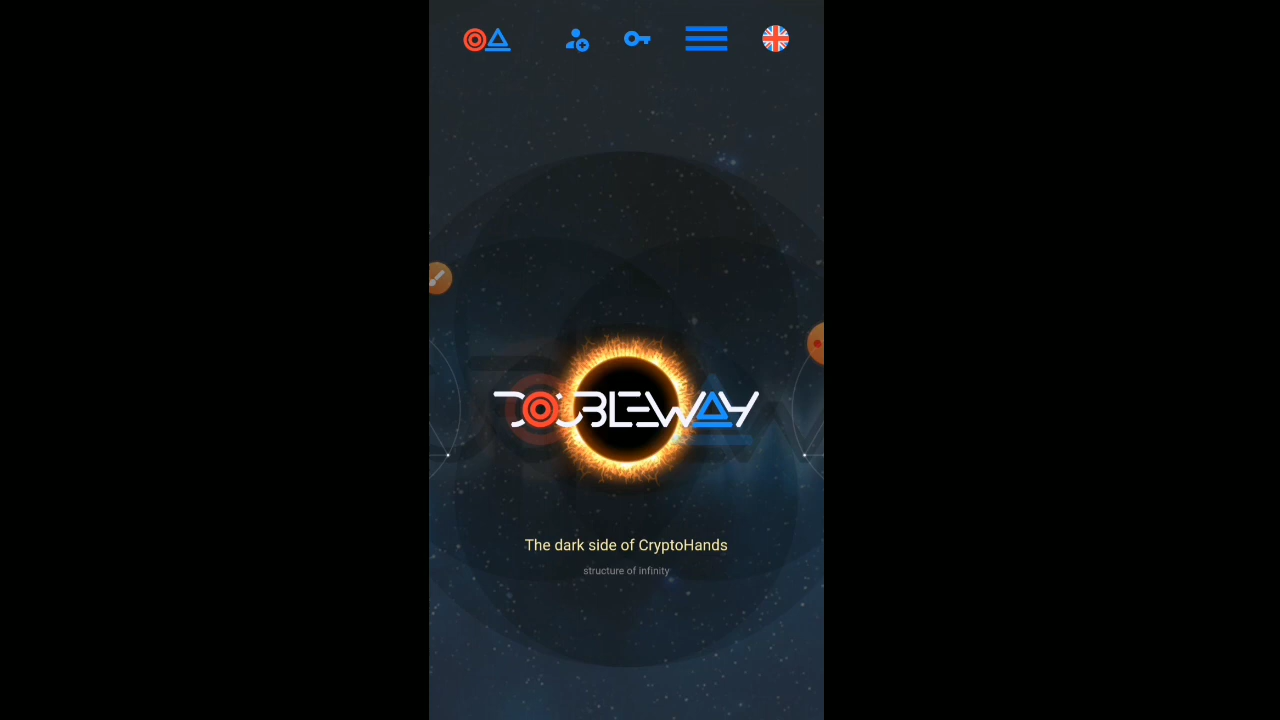 DOUBLEWAY
The dark side of CryptoHands
structure of infinity